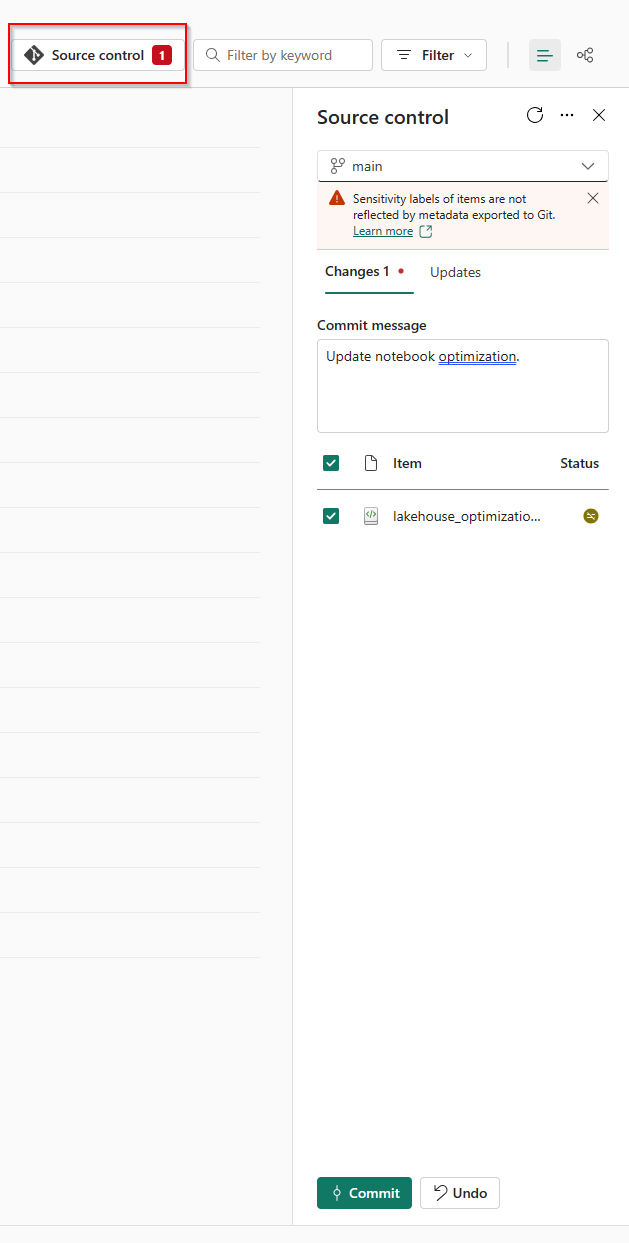 Source control 1 Filter by keyword Filter
Source control
main
Sensitivity labels of items are not
reflected by metadata exported to Git.
Learn more
Changes 1 Updates
Commit message
Update notebook optimization.
Item Status
lakehouse_optimizatio...
Commit Undo